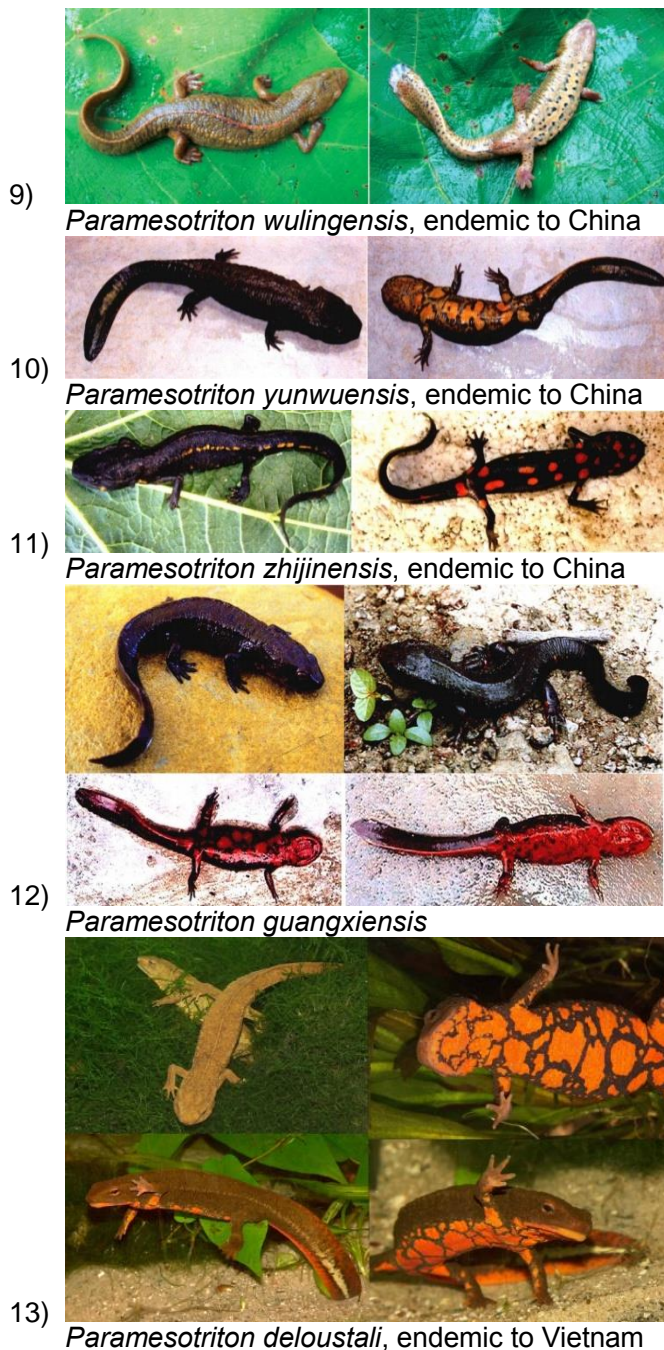 9)
Paramesotriton wulingensis, endemic to China
10)
Paramesotriton yunwuensis, endemic to China
11)
Paramesotriton zhijinensis, endemic to China
12)
Paramesotriton guangxiensis
13)
Paramesotriton deloustali, endemic to Vietnam